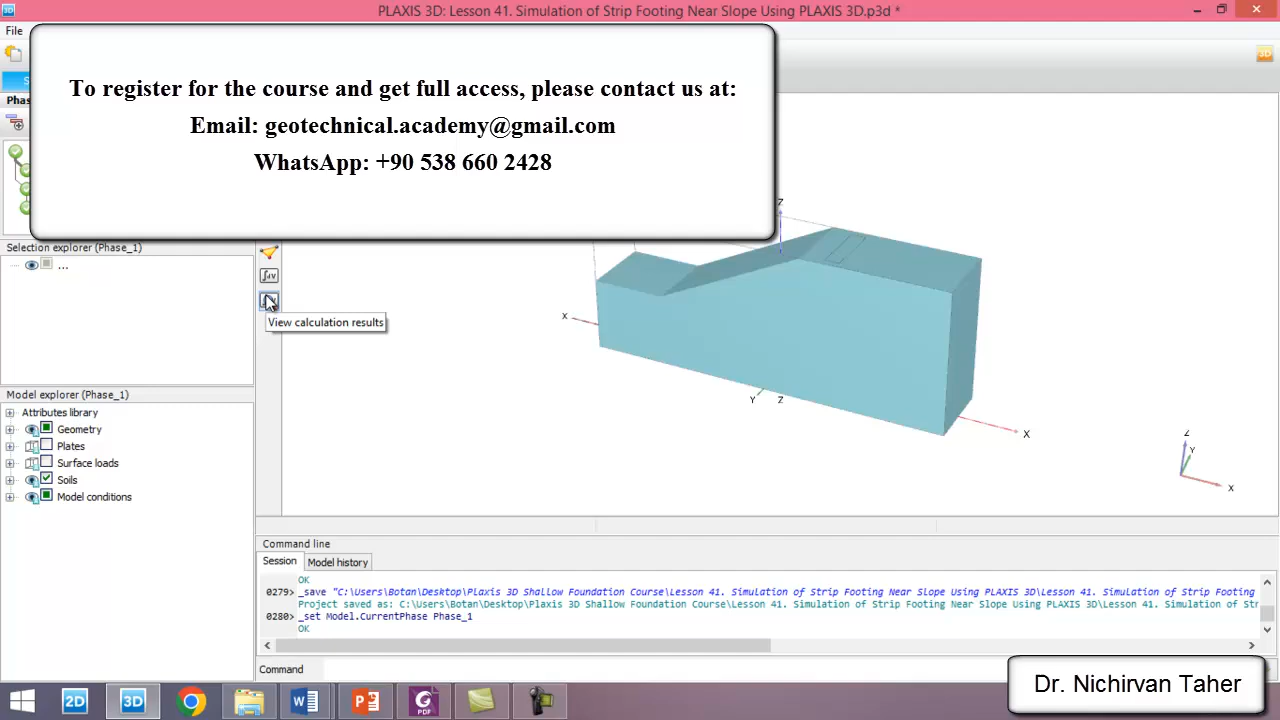 PLAXIS 3D: Lesson 41. Simulation of Strip Footing Near Slope Using PLAXIS 3D.p3d *
File
3D
To register for the course and get full access, please contact us at:
Email: geotechnical.academy@gmail.com
WhatsApp: +90 538 660 2428
Phas
Selection explorer (Phase_1)
...
View calculation results
Model explorer (Phase_1)
Attributes library
Geometry
Plates
Surface loads
Soils
Model conditions
Z
X
Y
Z
X
Z
Y
X
Command line
Session
Model history
OK
0279> _save "C:\Users\Botan\Desktop\Plaxis 3D Shallow Foundation Course\Lesson 41. Simulation of Strip Footing Near Slope Using PLAXIS 3D\Lesson 41. Simulation of Strip Footing
Project saved as: C:\Users\Botan\Desktop\Plaxis 3D Shallow Foundation Course\Lesson 41. Simulation of Strip Footing Near Slope Using PLAXIS 3D\Lesson 41. Simulation of Str
0280> _set Model.CurrentPhase Phase_1
OK
Command
Dr. Nichirvan Taher
2D
3D
PDF